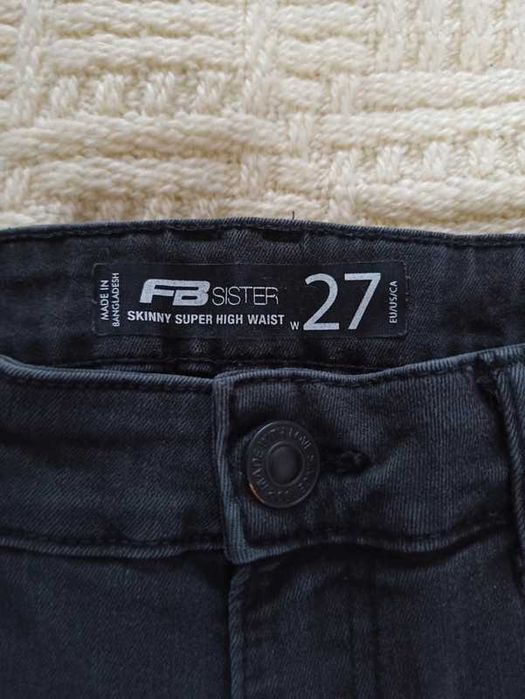 MADE IN
BANGLADESH
FB SISTER
SKINNY SUPER HIGH WAIST
W 27
EU/US/CA